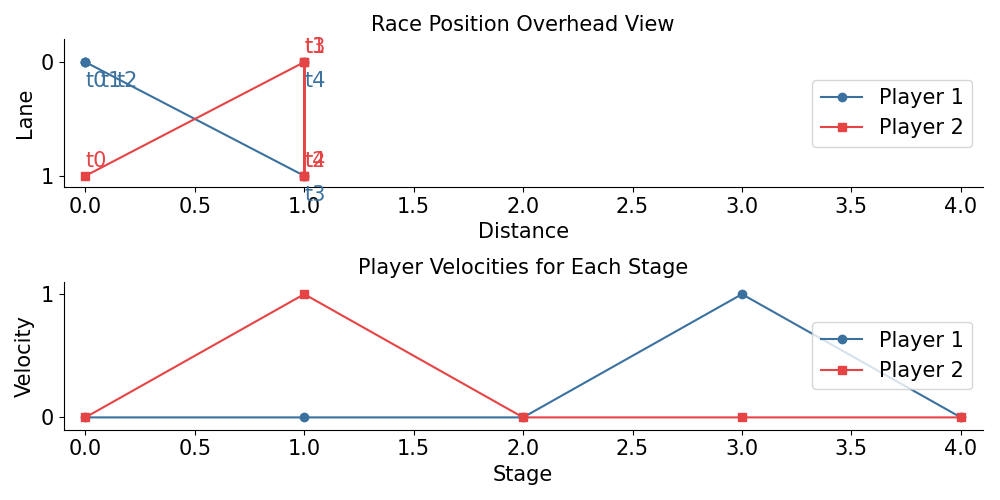 Race Position Overhead View
t1
t3
0
t0
t1
t2
t4
Player 1
Player 2
Lane
t0
t2
t4
1
t3
0.0 0.5 1.0 1.5 2.0 2.5 3.0 3.5 4.0
Distance
Player Velocities for Each Stage
1
Velocity
Player 1
Player 2
0
0.0 0.5 1.0 1.5 2.0 2.5 3.0 3.5 4.0
Stage